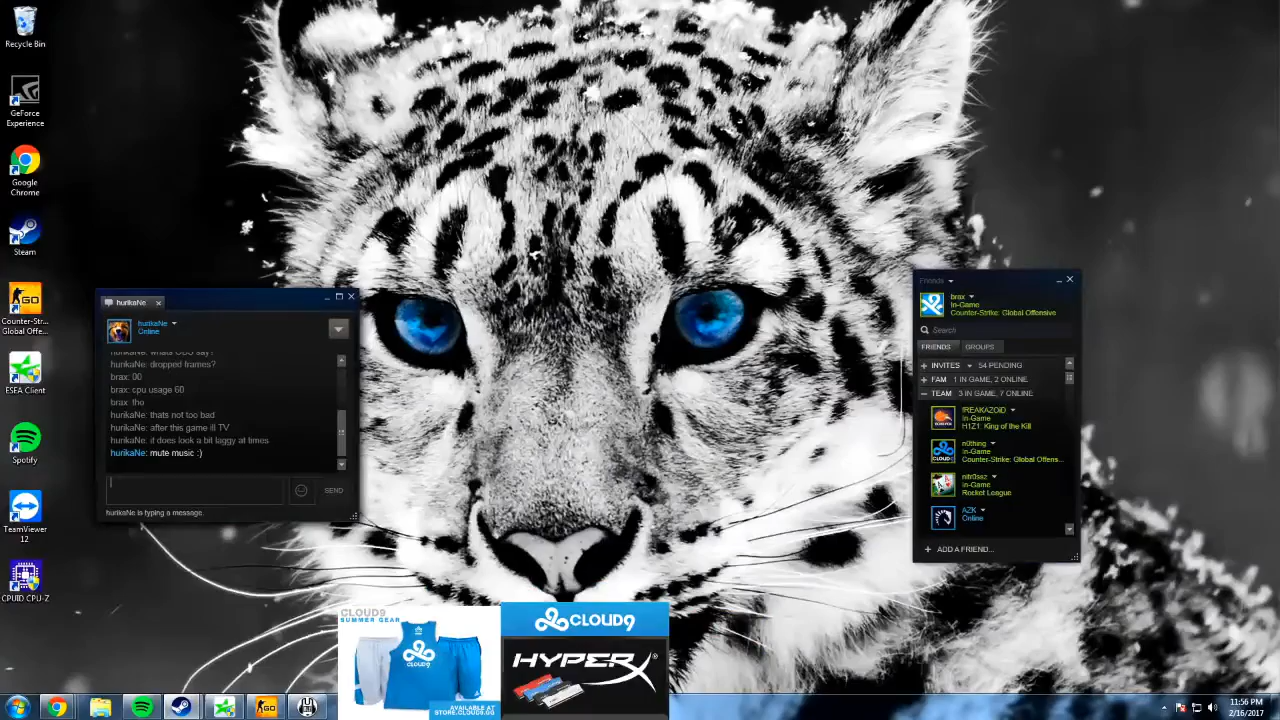 Recycle Bin
GeForce
Experience
Google
Chrome
Steam
GO
Counter-Str...
Global Offe...
ESEA Client
Spotify
TeamViewer
12
CPUID CPU-Z
hurikaNe
hurikaNe
Online
hurikaNe: whats OBS say?
hurikaNe: dropped frames?
brax: 00
brax: cpu usage 60
brax: tho
hurikaNe: thats not too bad
hurikaNe: after this game ill TV
hurikaNe: it does look a bit laggy at times
hurikaNe: mute music :)
SEND
hurikaNe is typing a message.
Friends
brax
In-Game
Counter-Strike: Global Offensive
Search
FRIENDS GROUPS
INVITES 54 PENDING
FAM 1 IN GAME, 2 ONLINE
TEAM 3 IN GAME, 7 ONLINE
!REAKAZOiD
In-Game
H1Z1: King of the Kill
n0thing
In-Game
Counter-Strike: Global Offens...
CLOUD9
nitr0ssz
In-Game
Rocket League
AZK
Online
ADD A FRIEND...
CLOUD9
SUMMER GEAR
CLOUD9
AVAILABLE AT
STORE.CLOUD9.GG
CLOUD9
HYPERX®
GO
11:56 PM
2/16/2017